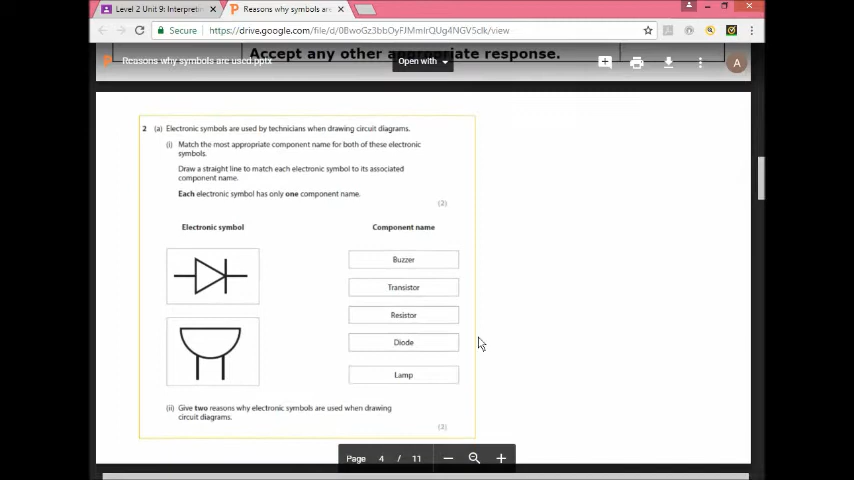 Level 2 Unit 9: Interpretin
Reasons why symbols are
Secure
https://drive.google.com/file/d/0BwoGz3bbOyFJMmIrQUg4NGV5clk/view
Accept any other appropriate response.
Reasons why symbols are used.pptx
Open with
A
2 (a) Electronic symbols are used by technicians when drawing circuit diagrams.
(i) Match the most appropriate component name for both of these electronic
symbols.
Draw a straight line to match each electronic symbol to its associated
component name.
Each electronic symbol has only one component name.
(2)
Electronic symbol
Component name
Buzzer
Transistor
Resistor
Diode
Lamp
(ii) Give two reasons why electronic symbols are used when drawing
circuit diagrams.
(2)
Page 4 / 11